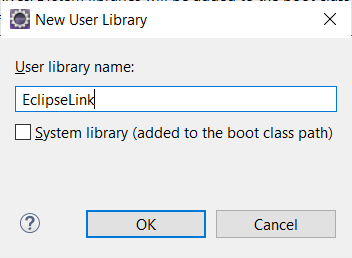 New User Library
User library name:
EclipseLink
System library (added to the boot class path)
OK
Cancel